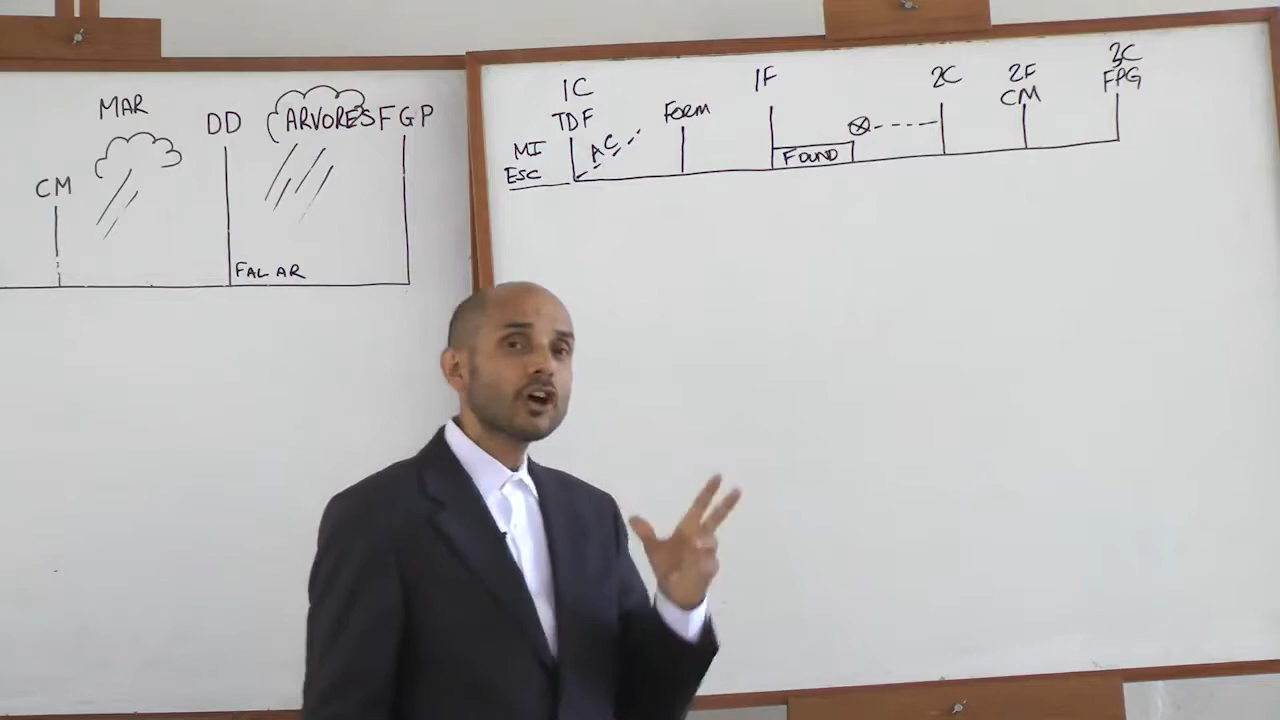 MAR
DD
ARVORES FGP
CM
FALAR
1C
TDF
MI
ESC
AC
FORM
1F
FOUND
2C
2F
CM
3C
FPG